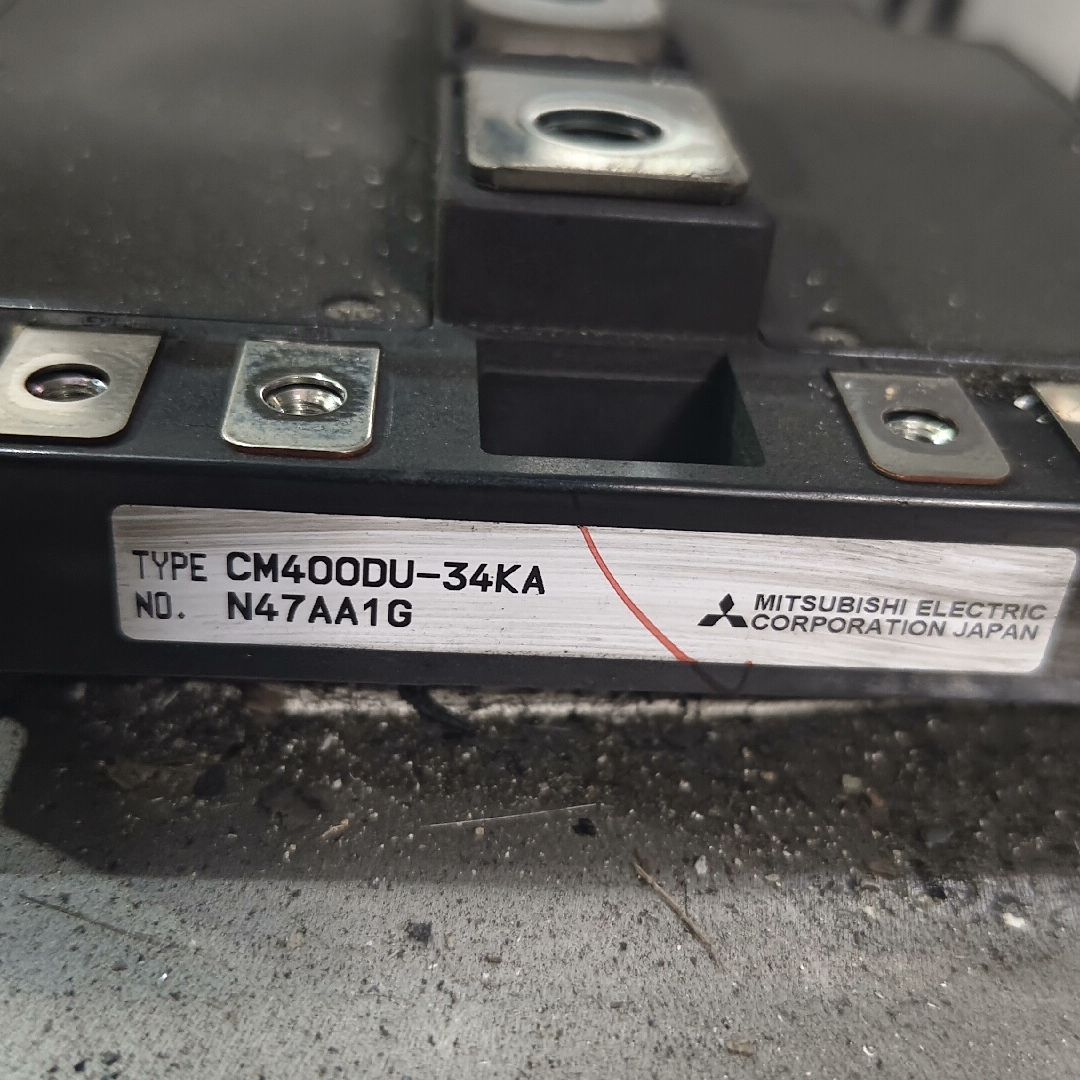 TYPE CM400DU-34KA
NO. N47AA1G
MITSUBISHI ELECTRIC
CORPORATION JAPAN